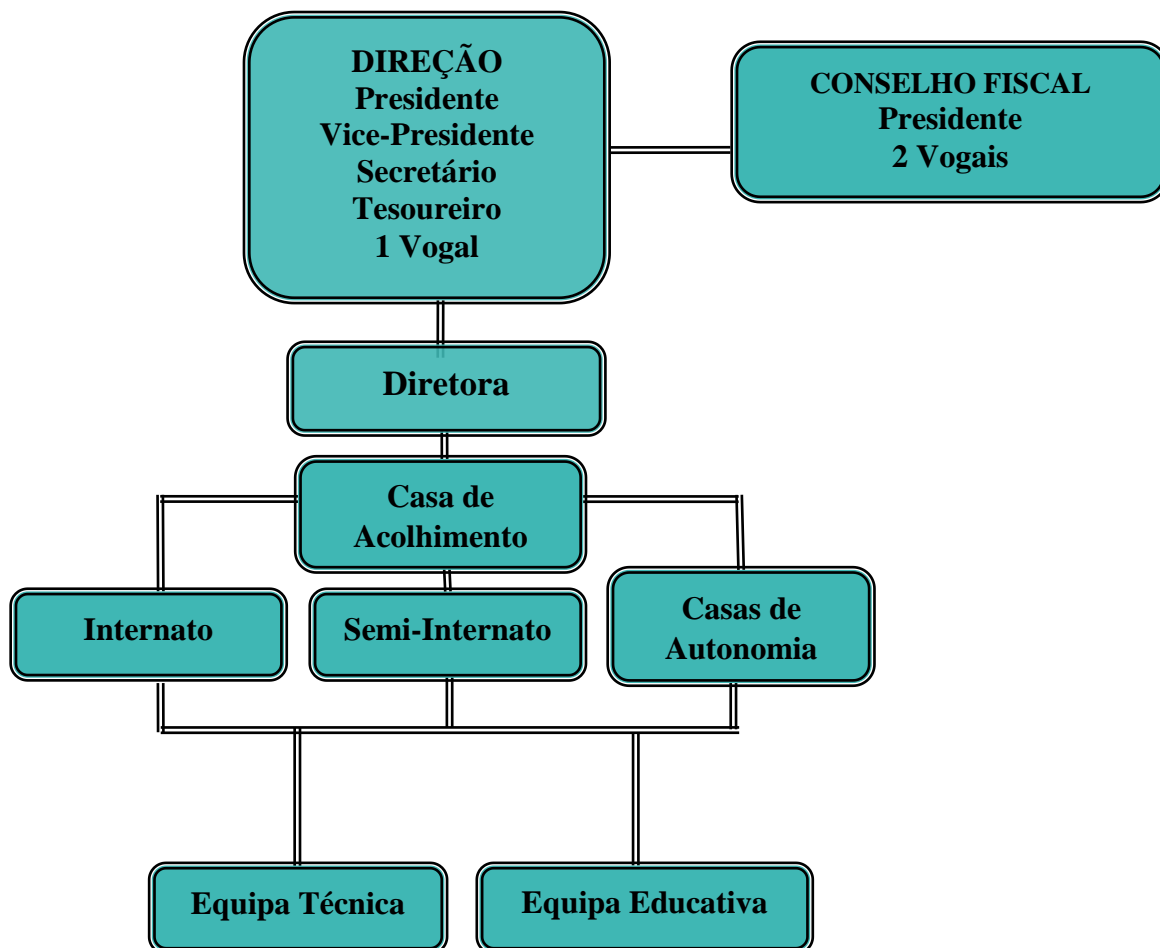 DIREÇÃO
Presidente
Vice-Presidente
Secretário
Tesoureiro
1 Vogal
CONSELHO FISCAL
Presidente
2 Vogais
Diretora
Casa de
Acolhimento
Internato
Semi-Internato
Casas de
Autonomia
Equipa Técnica
Equipa Educativa